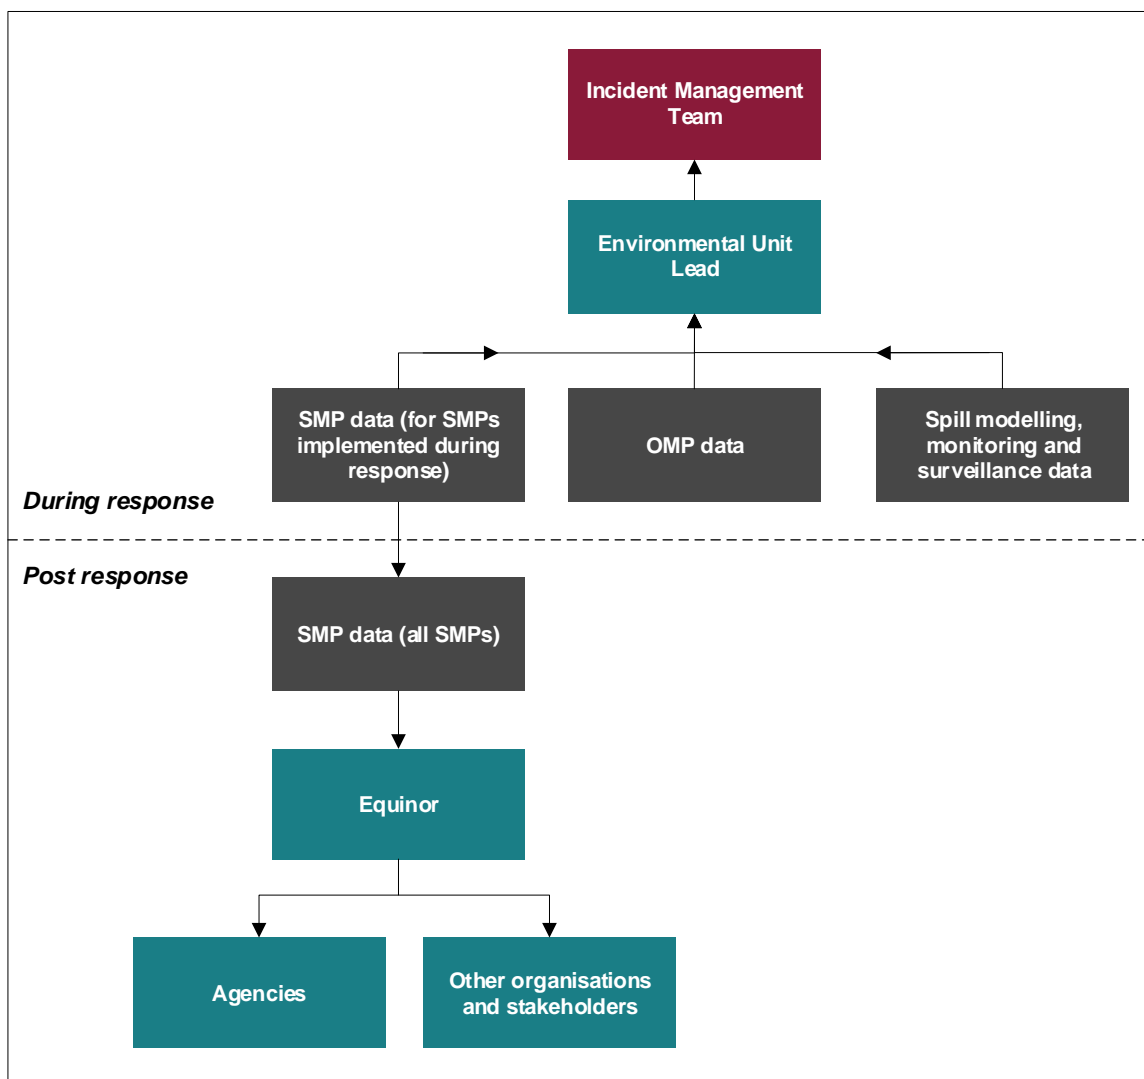 Incident Management
Team
Environmental Unit
Lead
SMP data (for SMPs
implemented during
response)
OMP data
Spill modelling,
monitoring and
surveillance data
During response
Post response
SMP data (all SMPs)
Equinor
Agencies
Other organisations
and stakeholders